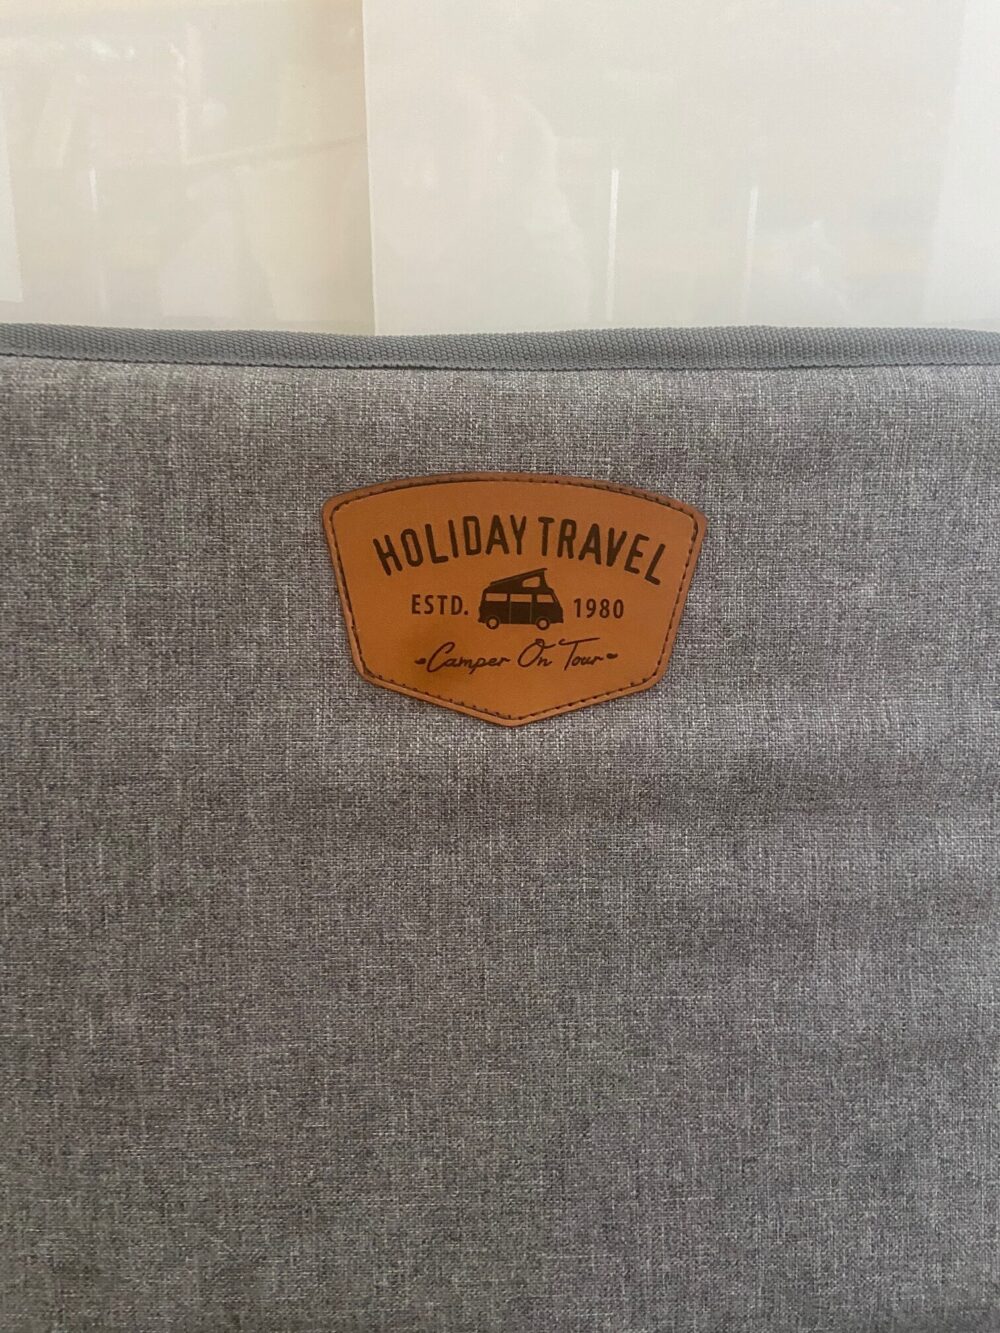 HOLIDAY TRAVEL
ESTD. 1980
Camper On Tour